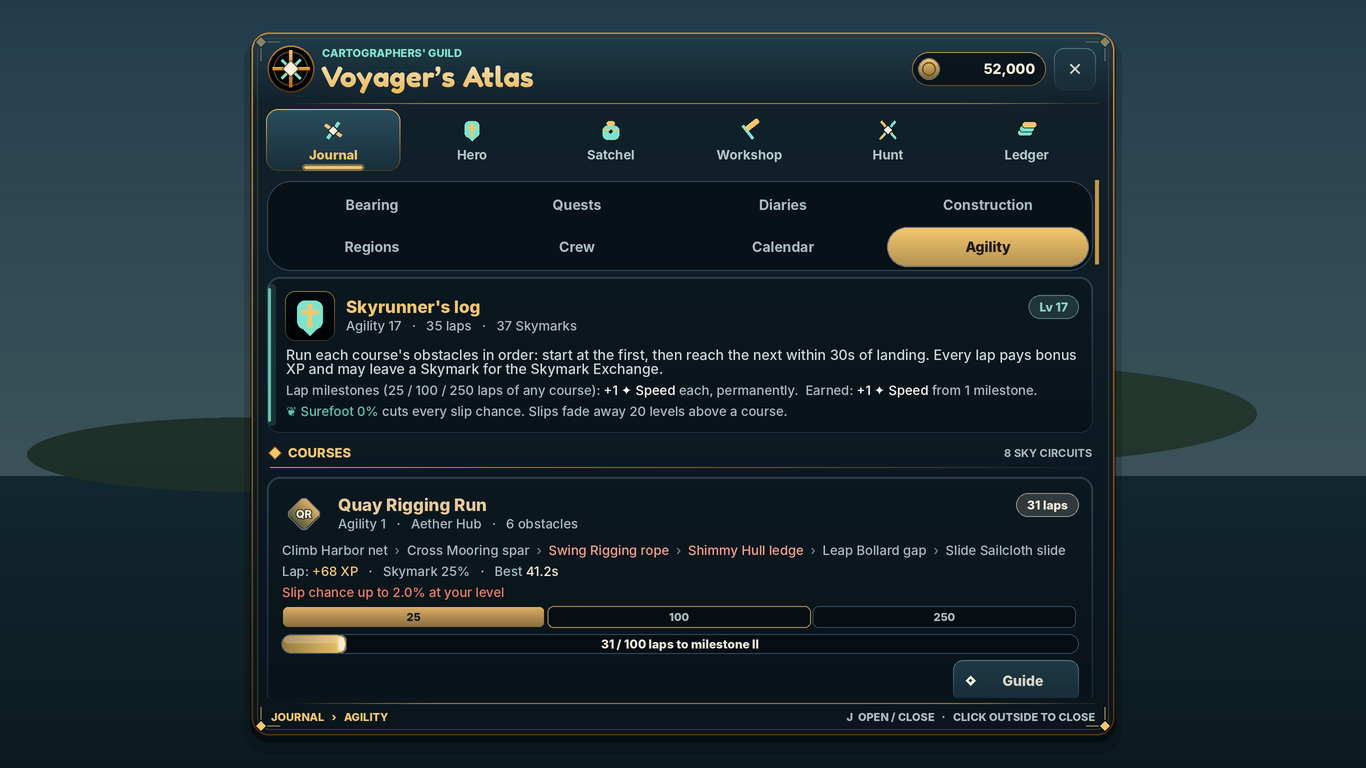 CARTOGRAPHERS' GUILD
Voyager's Atlas
52,000
Journal
Hero
Satchel
Workshop
Hunt
Ledger
Bearing
Quests
Diaries
Construction
Regions
Crew
Calendar
Agility
Skyrunner's log
Agility 17 · 35 laps · 37 Skymarks
Lv 17
Run each course's obstacles in order: start at the first, then reach the next within 30s of landing. Every lap pays bonus
XP and may leave a Skymark for the Skymark Exchange.
Lap milestones (25 / 100 / 250 laps of any course): +1 ✦ Speed each, permanently. Earned: +1 ✦ Speed from 1 milestone.
❦ Surefoot 0% cuts every slip chance. Slips fade away 20 levels above a course.
COURSES
8 SKY CIRCUITS
QR
Quay Rigging Run
Agility 1 · Aether Hub · 6 obstacles
31 laps
Climb Harbor net › Cross Mooring spar › Swing Rigging rope › Shimmy Hull ledge › Leap Bollard gap › Slide Sailcloth slide
Lap: +68 XP · Skymark 25% · Best 41.2s
Slip chance up to 2.0% at your level
25
100
250
31 / 100 laps to milestone II
Guide
JOURNAL › AGILITY
J OPEN / CLOSE · CLICK OUTSIDE TO CLOSE